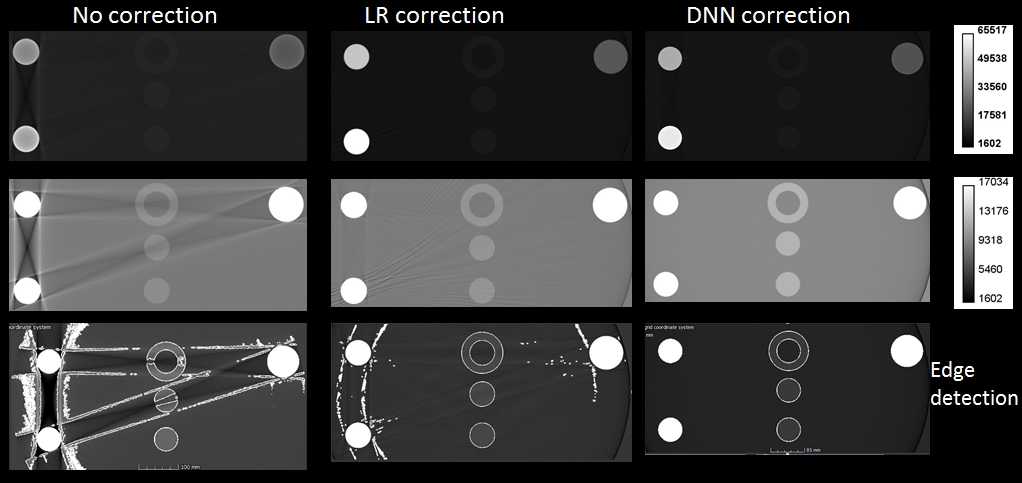 No correction
LR correction
DNN correction
65517
49538
33560
17581
1602
17034
13176
9318
5460
1602
coordinate system
grid coordinate system
mm
Edge
detection
100 mm
85 mm